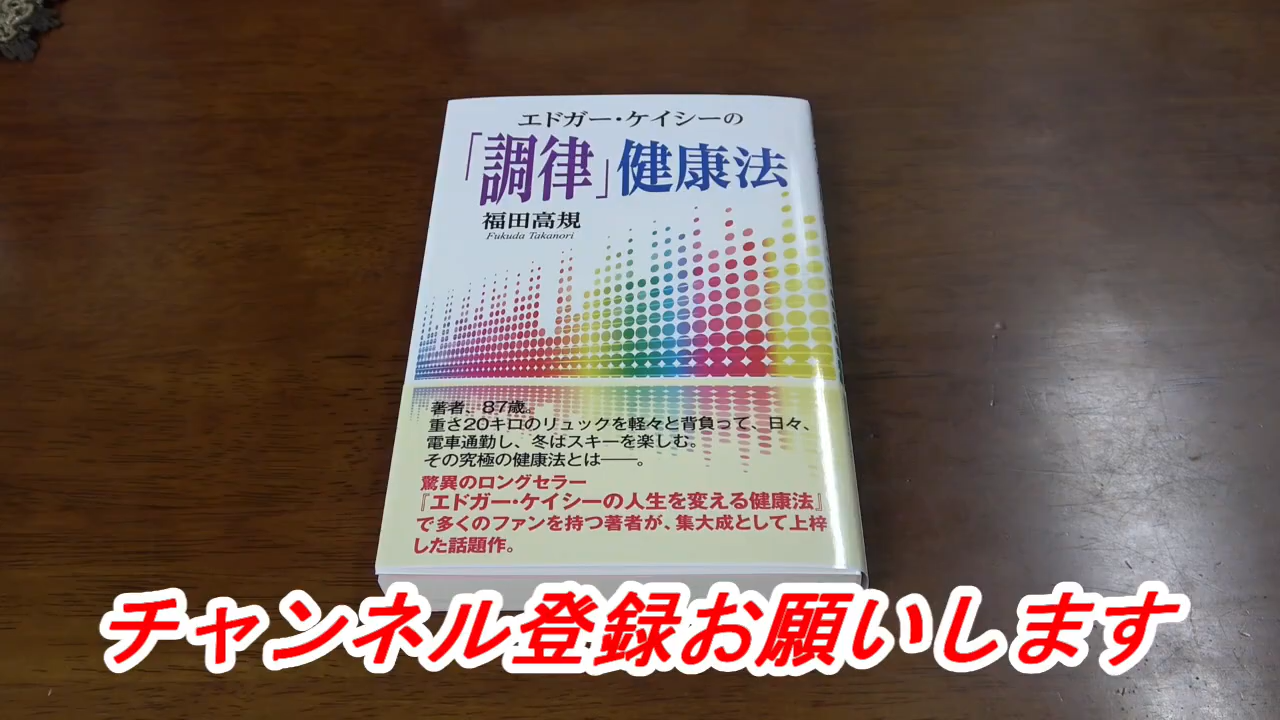 エドガー・ケイシーの
「調律」健康法
福田高規
Fukuda Takanori
著者、87歳。
重さ20キロのリュックを軽々と背負って、日々、
電車通勤し、冬はスキーを楽しむ。
その究極の健康法とは――。
驚異のロングセラー
『エドガー・ケイシーの人生を変える健康法』
で多くのファンを持つ著者が、集大成として上梓
した話題作。
チャンネル登録お願いします